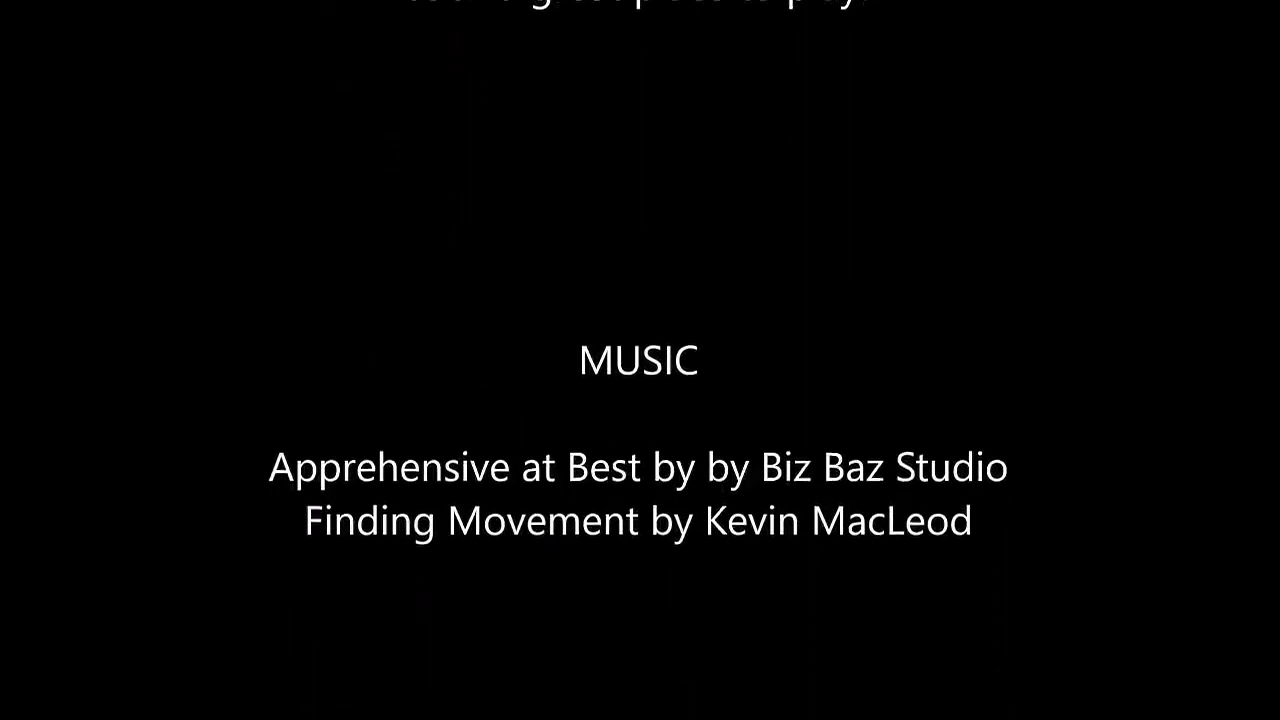 MUSIC
Apprehensive at Best by by Biz Baz Studio
Finding Movement by Kevin MacLeod